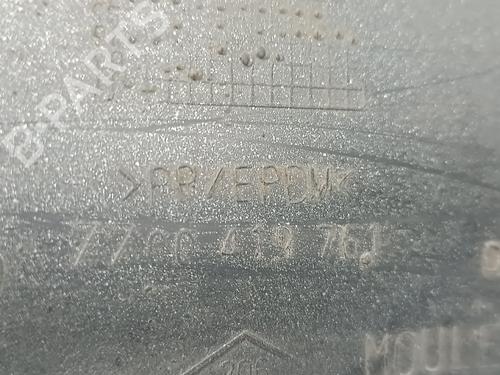 B-PARTS
>PP/EPDM<
7700 419 761
MOULE